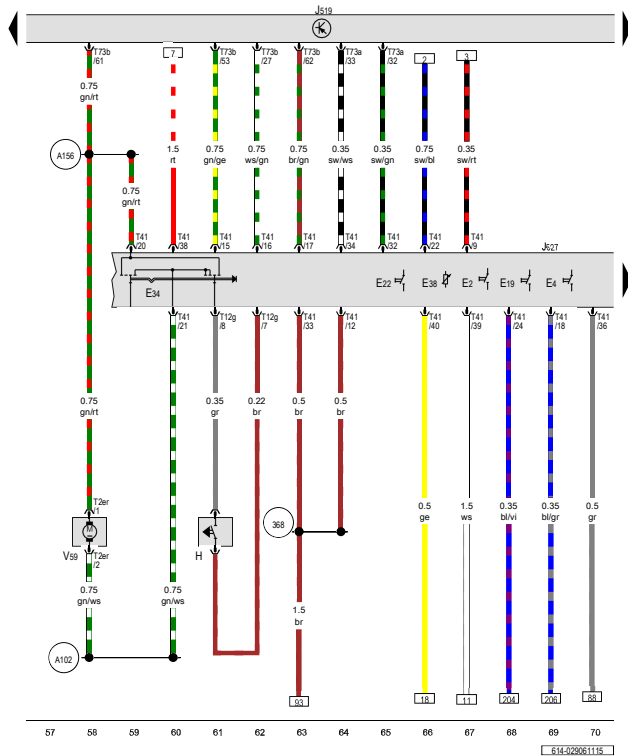 J519
T73b
/61
7
T73b
/53
T73b
/27
T73b
/62
T73a
/33
T73a
/32
2
3
0.75
gn/rt
A156
0.75
gn/rt
1.5
rt
0.75
gn/ge
0.75
ws/gn
0.75
br/gn
0.35
sw/ws
0.35
sw/gn
0.75
sw/bl
0.35
sw/rt
T41
/20
T41
/38
T41
/15
T41
/16
T41
/17
T41
/34
T41
/32
T41
/22
T41
/9
J627
E34
E22
E38
E2
E19
E4
T41
/21
T12g
/8
T12g
/7
T41
/33
T41
/12
T41
/40
T41
/39
T41
/24
T41
/18
T41
/36
0.75
gn/rt
0.35
gr
0.22
br
0.5
br
0.5
br
T2er
/1
M
V59
T2er
/2
H
368
0.5
ge
1.5
ws
0.35
bl/vi
0.35
bl/gr
0.5
gr
0.75
gn/ws
0.75
gn/ws
1.5
br
A102
93
18
11
204
206
88
57 58 59 60 61 62 63 64 65 66 67 68 69 70
614-029061115